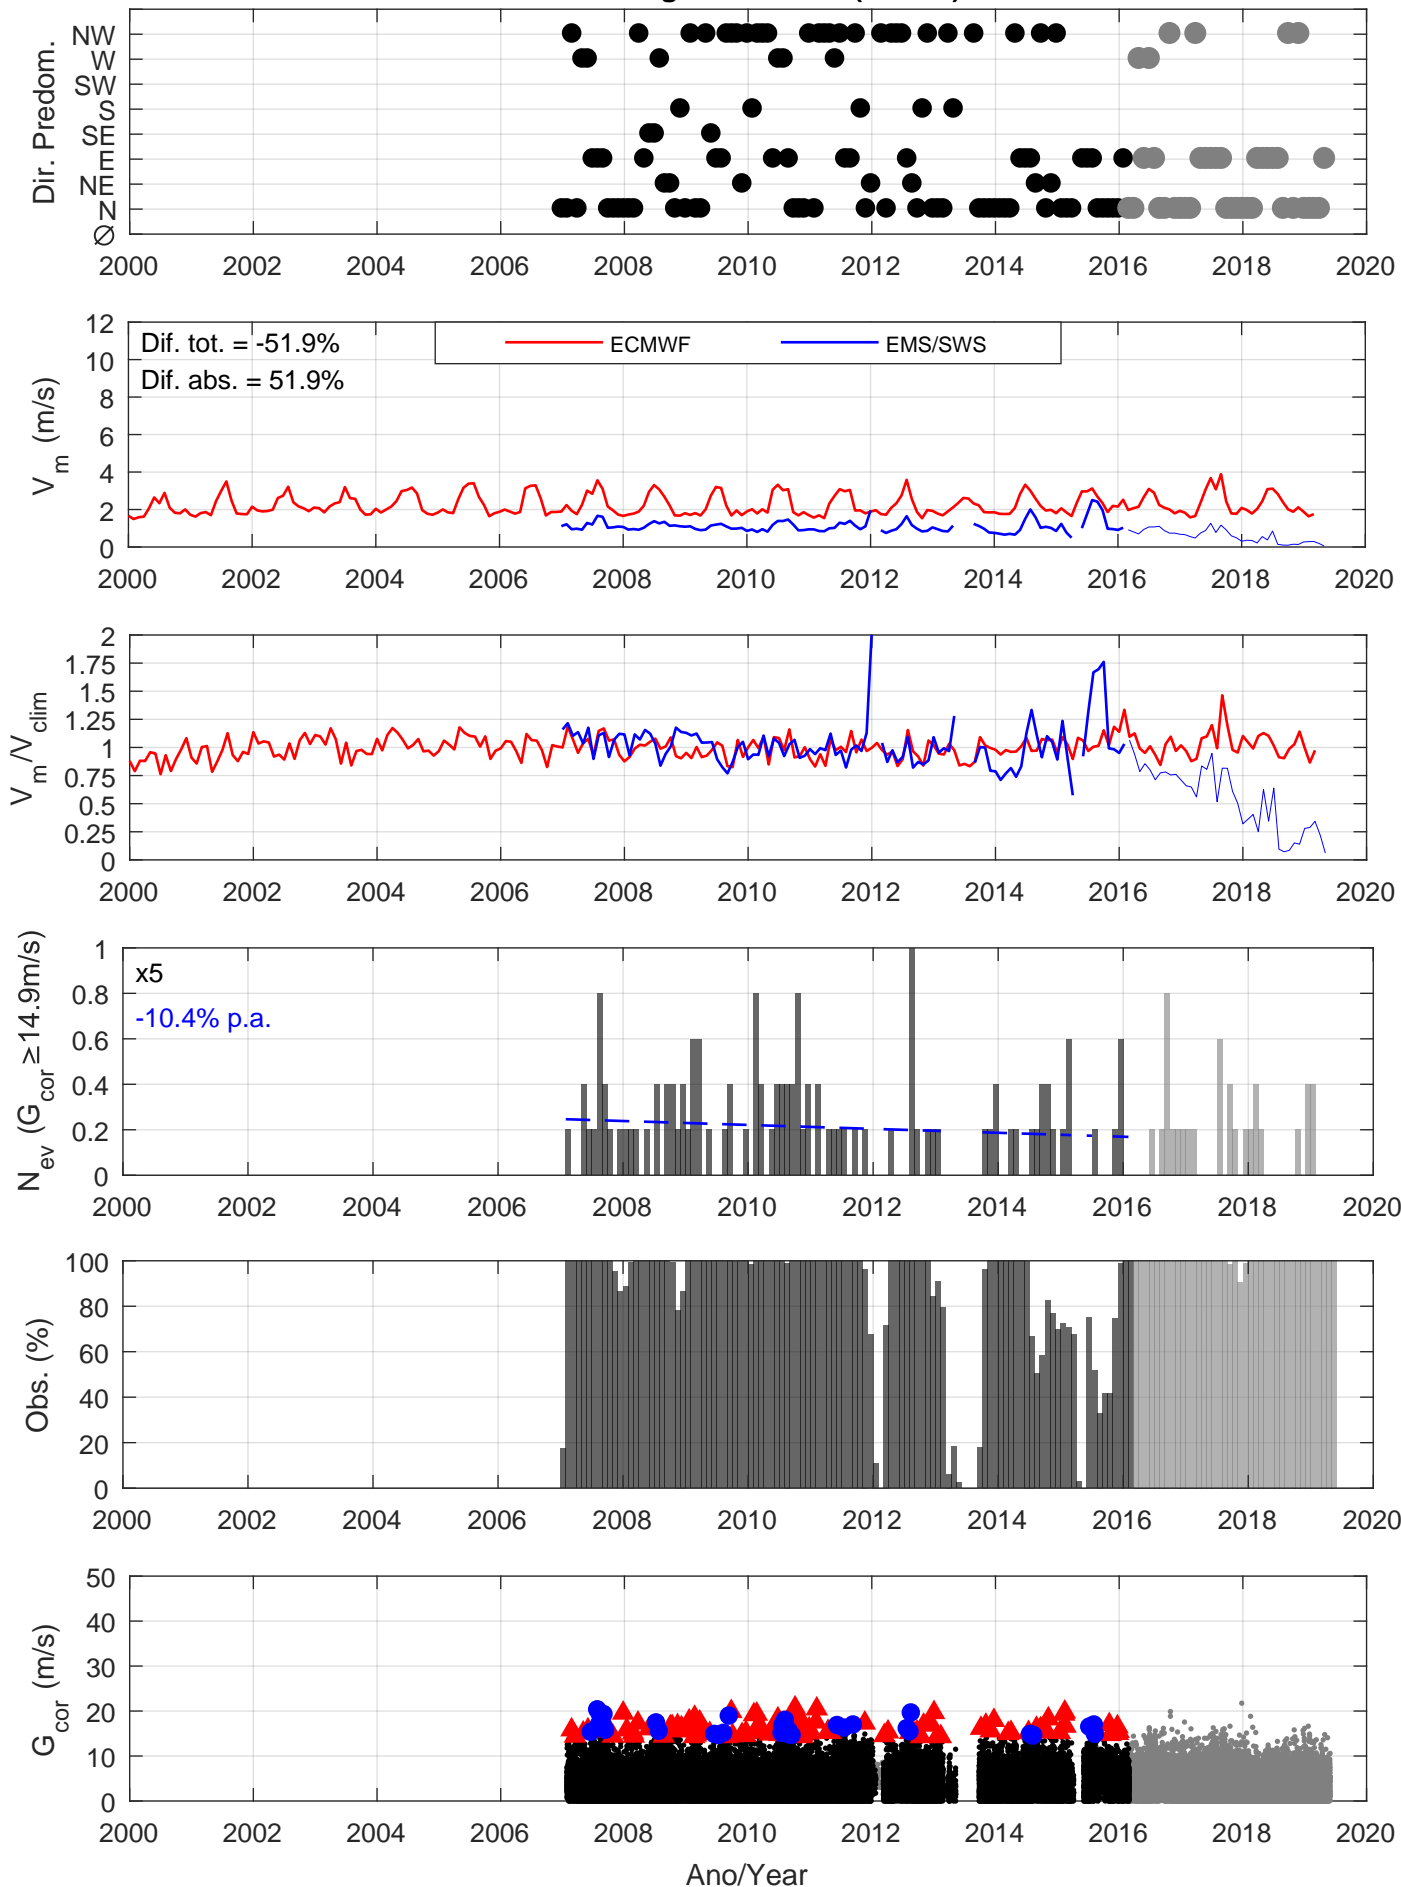 NW
W
SW
S
SE
E
NE
N
Ø
Dir. Predom.
2000 2002 2004 2006 2008 2010 2012 2014 2016 2018 2020
12
10
8
6
4
2
0
V_m (m/s)
Dif. tot. = -51.9%
Dif. abs. = 51.9%
ECMWF EMS/SWS
2000 2002 2004 2006 2008 2010 2012 2014 2016 2018 2020
2
1.75
1.5
1.25
1
0.75
0.5
0.25
0
V_m/V_clim
2000 2002 2004 2006 2008 2010 2012 2014 2016 2018 2020
1
0.8
0.6
0.4
0.2
0
N_ev (G_cor ≥14.9m/s)
x5
-10.4% p.a.
2000 2002 2004 2006 2008 2010 2012 2014 2016 2018 2020
100
80
60
40
20
0
Obs. (%)
2000 2002 2004 2006 2008 2010 2012 2014 2016 2018 2020
50
40
30
20
10
0
G_cor (m/s)
2000 2002 2004 2006 2008 2010 2012 2014 2016 2018 2020
Ano/Year